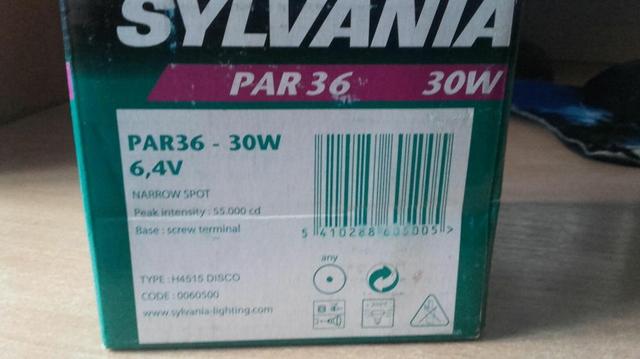 SYLVANIA
PAR 36 30W
PAR36 - 30W
6,4V
NARROW SPOT
Peak intensity : 55.000 cd
Base : screw terminal
5 410288 605005 >
any
TYPE : H4515 DISCO
CODE : 0060500
www.sylvania-lighting.com